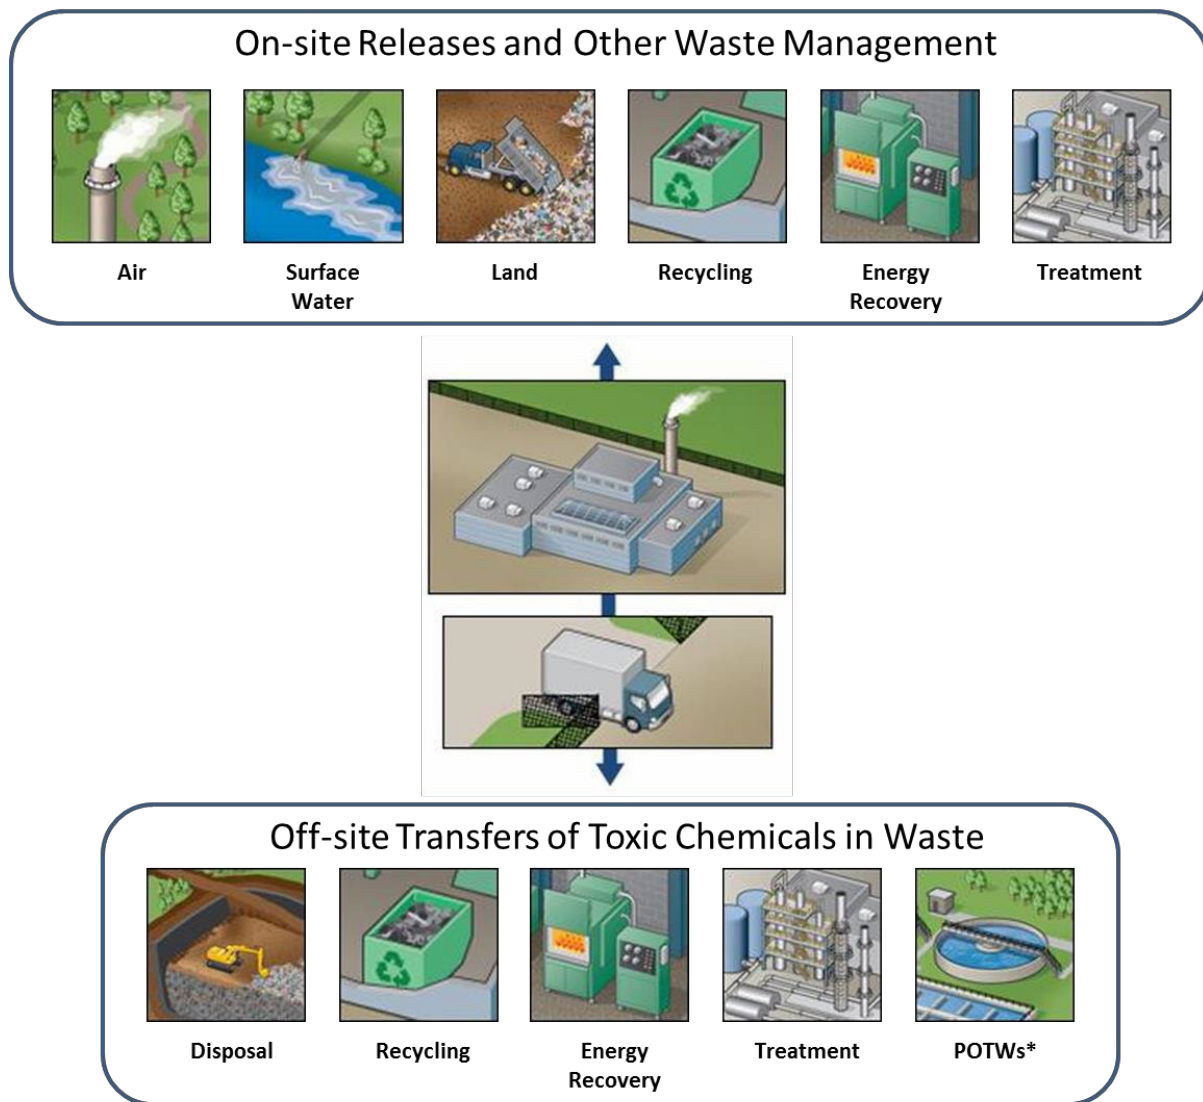 On-site Releases and Other Waste Management
Air
Surface
Water
Land
Recycling
Energy
Recovery
Treatment
Off-site Transfers of Toxic Chemicals in Waste
Disposal
Recycling
Energy
Recovery
Treatment
POTWs*